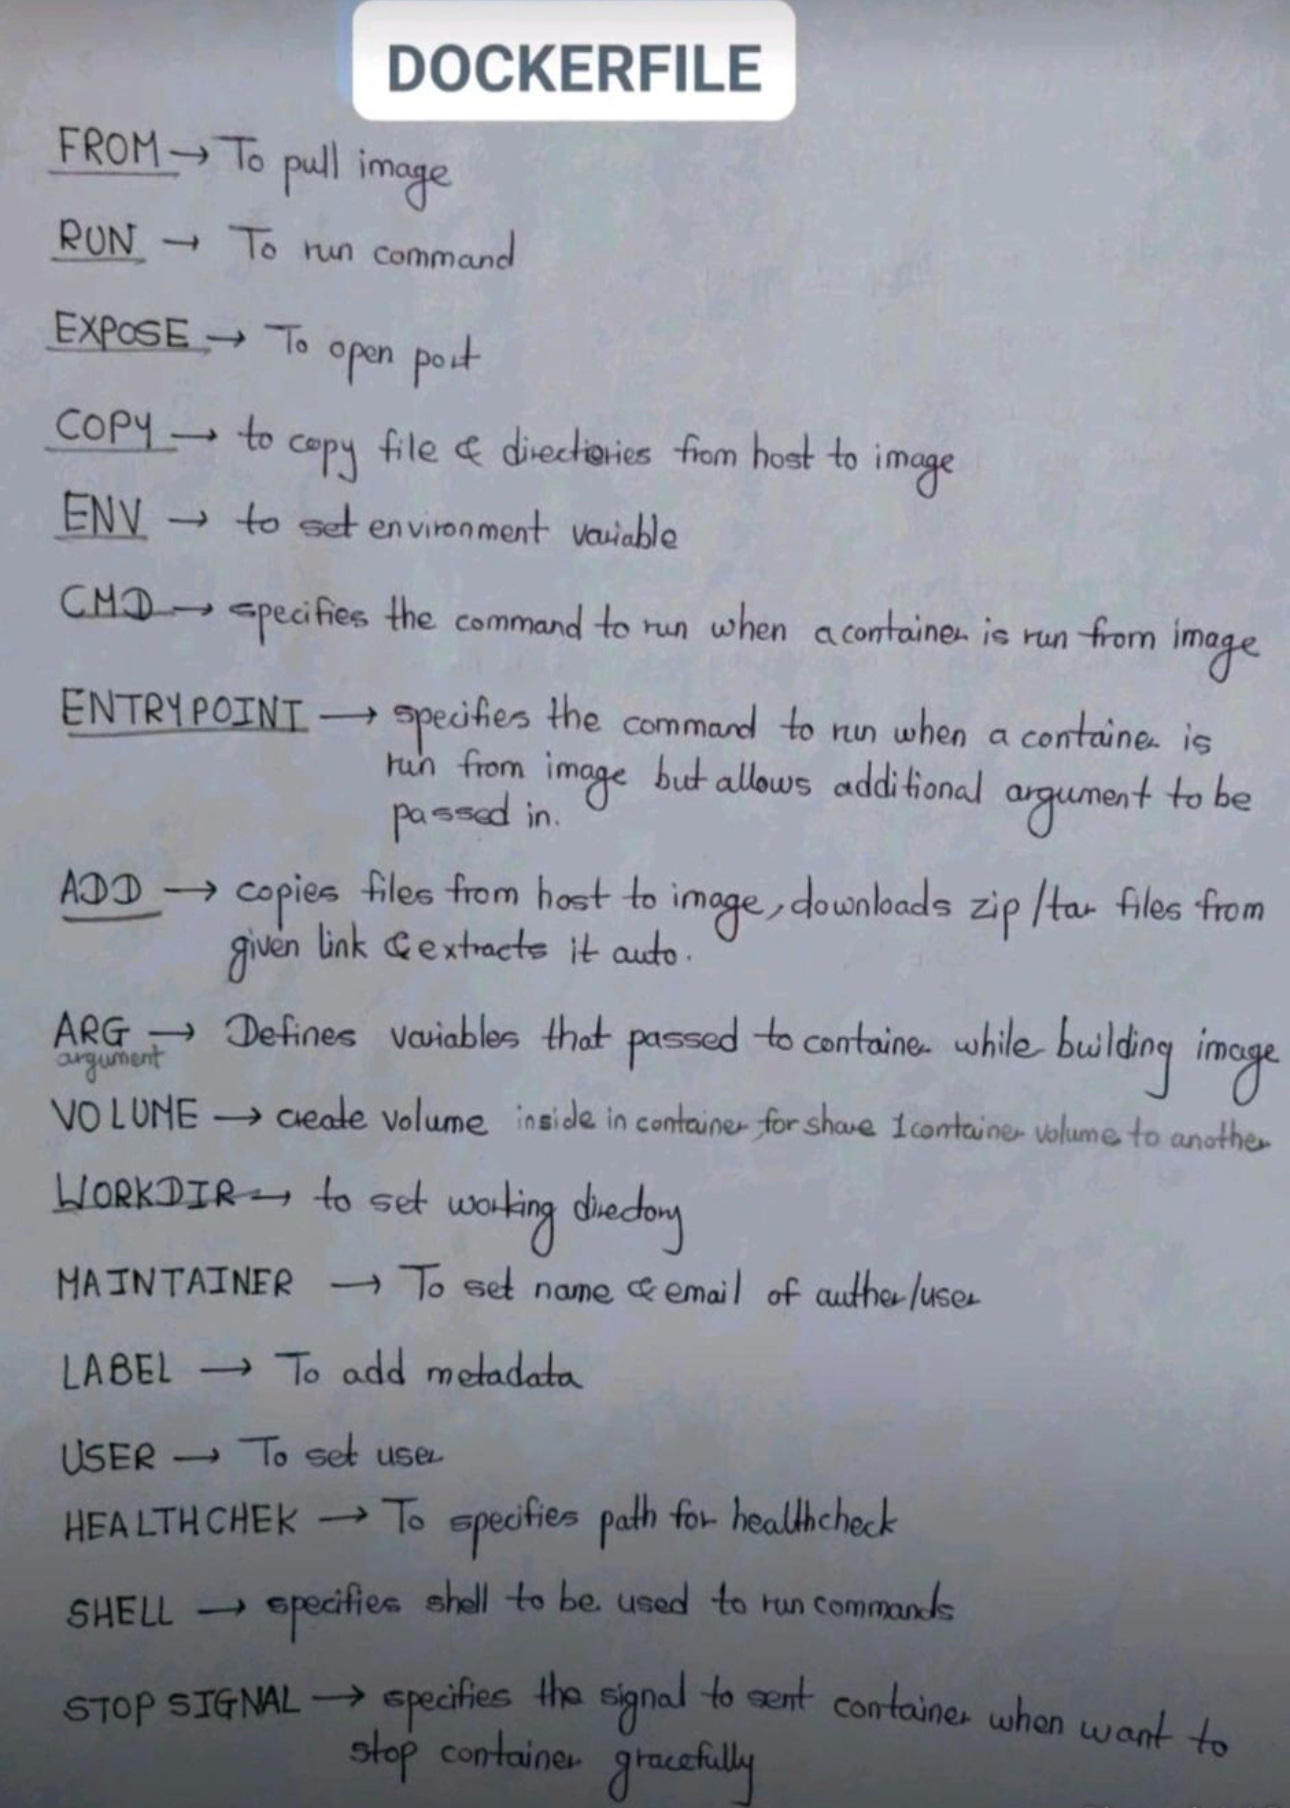 DOCKERFILE
FROM → To pull image
RUN → To run command
EXPOSE → To open port
COPY → to copy file & directiories from host to image
ENV → to set environment variable
CMD → specifies the command to run when a container is run from image
ENTRYPOINT → specifies the command to run when a container is
run from image but allows additional argument to be
passed in.
ADD → copies files from host to image, downloads zip/tar files from
given link & extracts it auto.
ARG → Defines variables that passed to container while building image
argument
VOLUME → create volume inside in container, for share 1 container volume to another
WORKDIR → to set working directory
MAINTAINER → To set name & email of auther/user
LABEL → To add metadata
USER → To set user
HEALTHCHEK → To specifies path for healthcheck
SHELL → specifies shell to be used to run commands
STOP SIGNAL → specifies the signal to sent container when want to
stop container gracefully